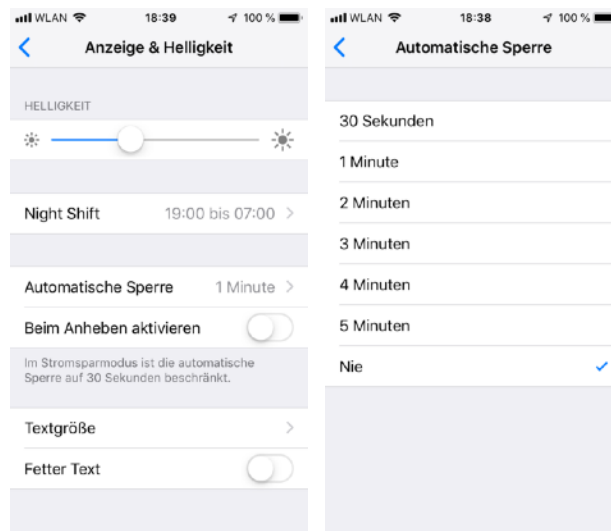 WLAN 18:39 100 %
Anzeige & Helligkeit
HELLIGKEIT
Night Shift 19:00 bis 07:00
Automatische Sperre 1 Minute
Beim Anheben aktivieren
Im Stromsparmodus ist die automatische
Sperre auf 30 Sekunden beschränkt.
Textgröße
Fetter Text
WLAN 18:38 100 %
Automatische Sperre
30 Sekunden
1 Minute
2 Minuten
3 Minuten
4 Minuten
5 Minuten
Nie